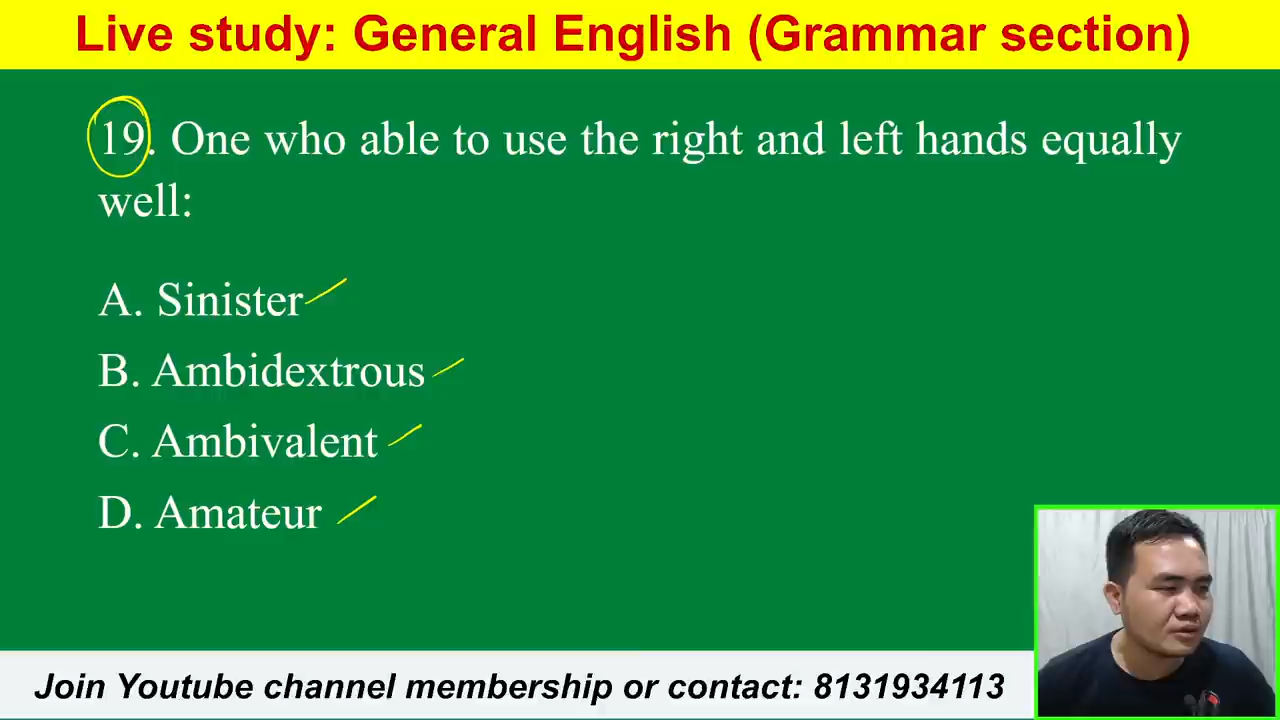 Live study: General English (Grammar section)
19. One who able to use the right and left hands equally
well:
A. Sinister
B. Ambidextrous
C. Ambivalent
D. Amateur
Join Youtube channel membership or contact: 8131934113